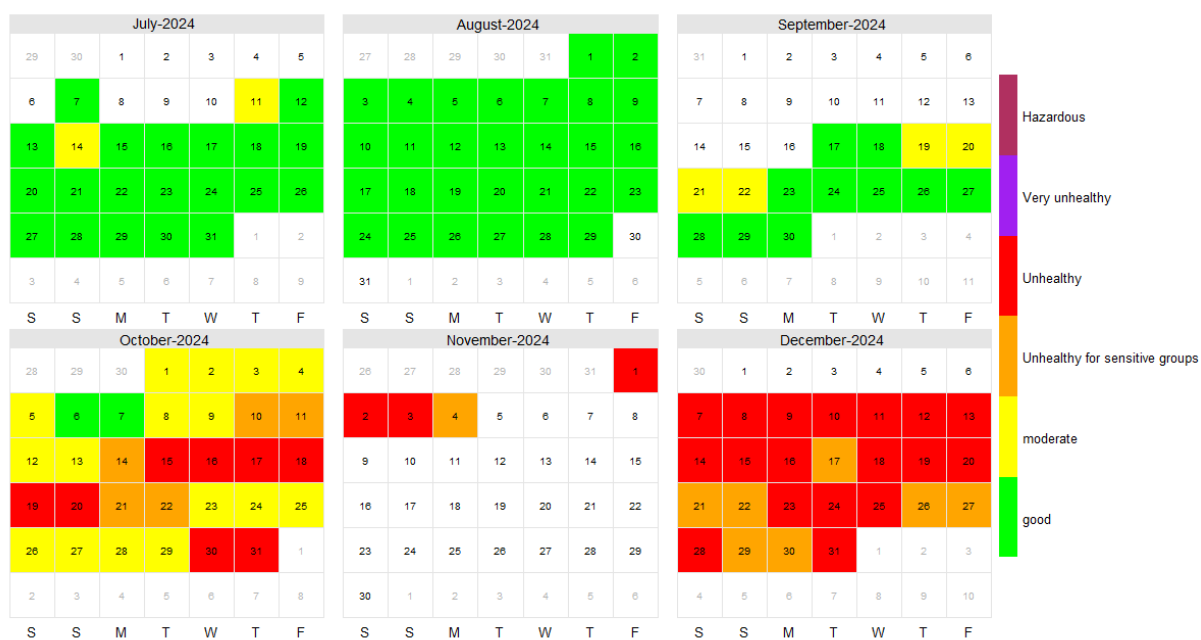 July-2024
29 30 1 2 3 4 5
6 7 8 9 10 11 12
13 14 15 16 17 18 19
20 21 22 23 24 25 26
27 28 29 30 31 1 2
3 4 5 6 7 8 9
S S M T W T F
August-2024
27 28 29 30 31 1 2
3 4 5 6 7 8 9
10 11 12 13 14 15 16
17 18 19 20 21 22 23
24 25 26 27 28 29 30
31 1 2 3 4 5 6
S S M T W T F
September-2024
31 1 2 3 4 5 6
7 8 9 10 11 12 13
14 15 16 17 18 19 20
21 22 23 24 25 26 27
28 29 30 1 2 3 4
5 6 7 8 9 10 11
S S M T W T F
October-2024
28 29 30 1 2 3 4
5 6 7 8 9 10 11
12 13 14 15 16 17 18
19 20 21 22 23 24 25
26 27 28 29 30 31 1
2 3 4 5 6 7 8
S S M T W T F
November-2024
26 27 28 29 30 31 1
2 3 4 5 6 7 8
9 10 11 12 13 14 15
16 17 18 19 20 21 22
23 24 25 26 27 28 29
30 1 2 3 4 5 6
S S M T W T F
December-2024
30 1 2 3 4 5 6
7 8 9 10 11 12 13
14 15 16 17 18 19 20
21 22 23 24 25 26 27
28 29 30 31 1 2 3
4 5 6 7 8 9 10
S S M T W T F
Hazardous
Very unhealthy
Unhealthy
Unhealthy for sensitive groups
moderate
good